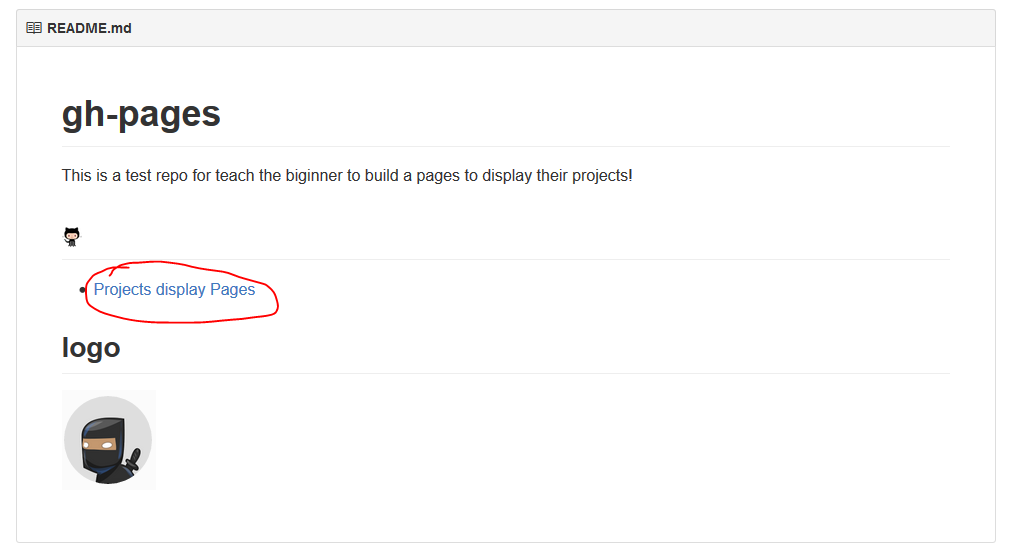 README.md
gh-pages
This is a test repo for teach the biginner to build a pages to display their projects!
Projects display Pages
logo